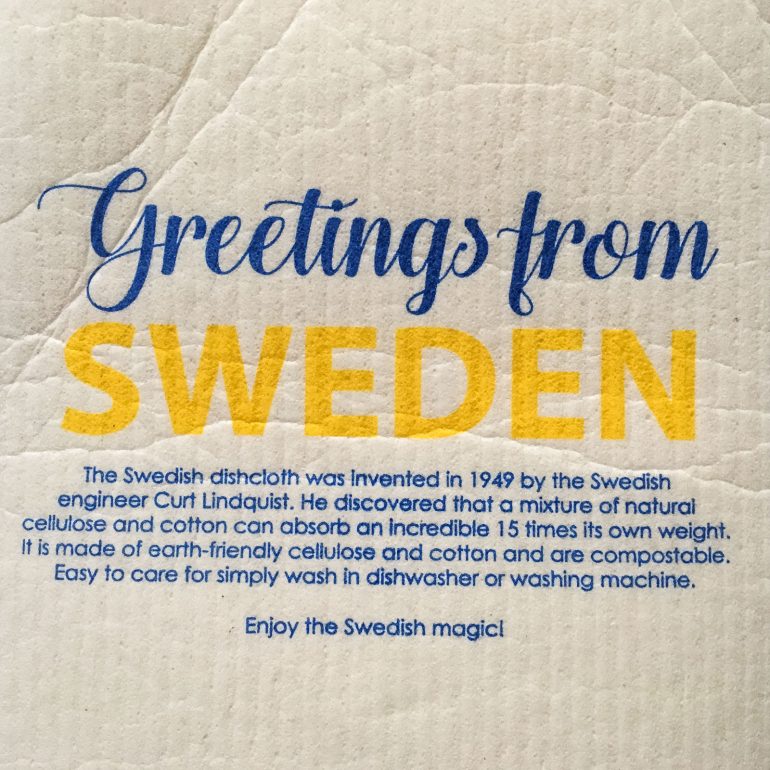 Greetings from
SWEDEN
The Swedish dishcloth was invented in 1949 by the Swedish
engineer Curt Lindquist. He discovered that a mixture of natural
cellulose and cotton can absorb an incredible 15 times its own weight.
It is made of earth-friendly cellulose and cotton and are compostable.
Easy to care for simply wash in dishwasher or washing machine.
Enjoy the Swedish magic!